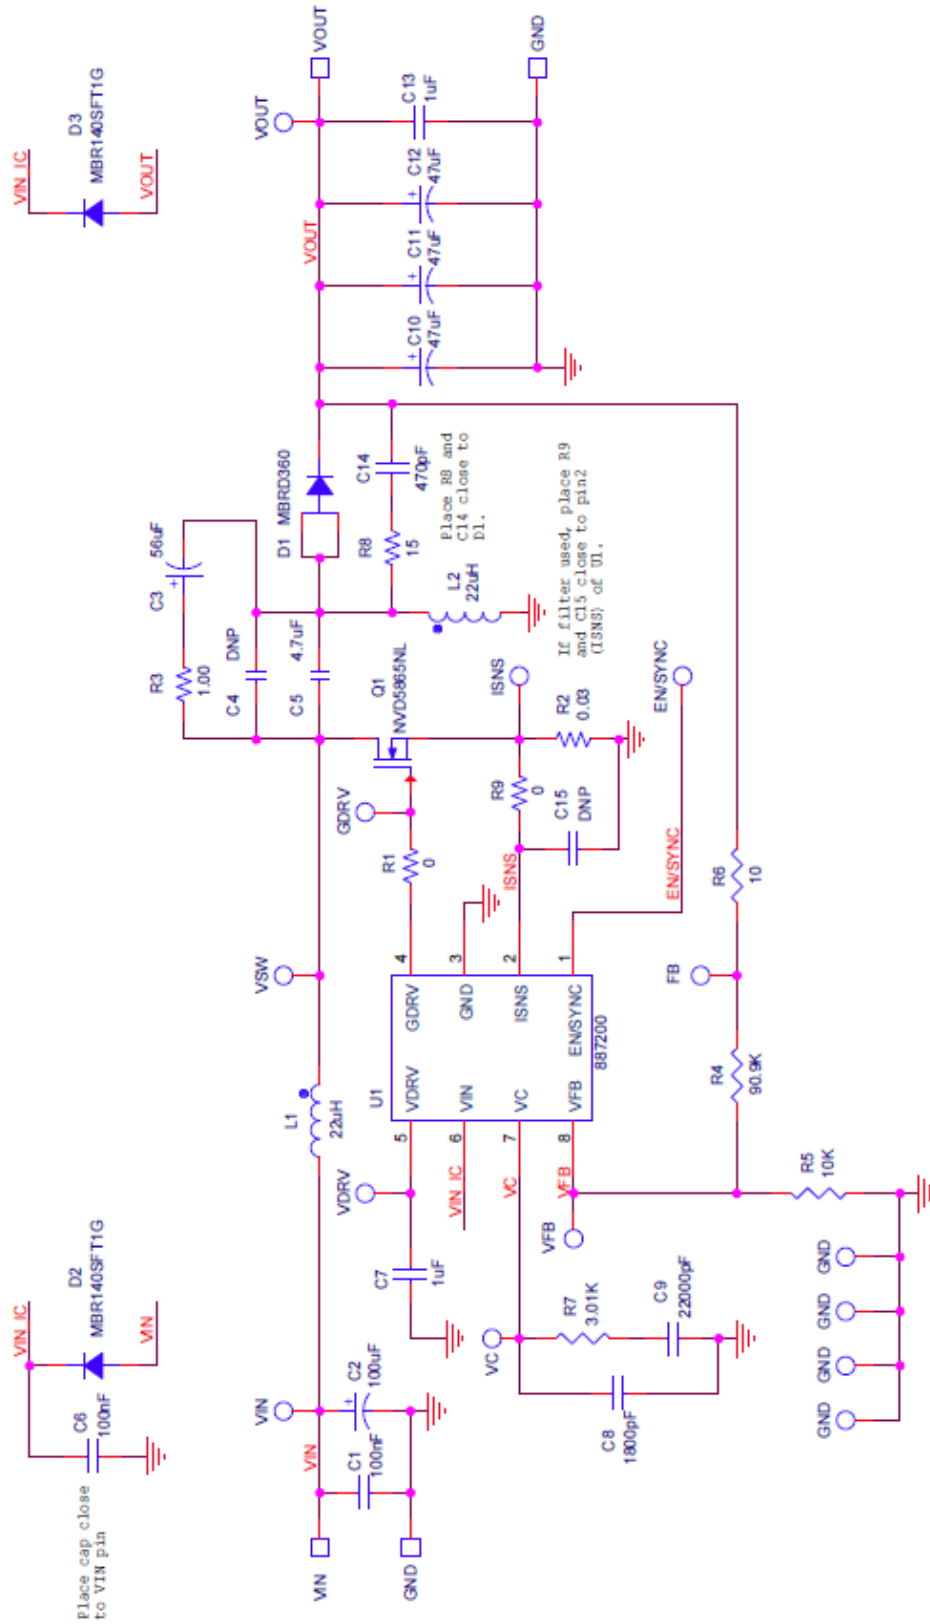 Place cap close
to VIN pin
VIN_IC
C6
100nF
D2
MBR140SFT1G
VIN
VIN_IC
D3
MBR140SFT1G
VOUT
VIN
GND
VIN
VIN
C1
100nF
C2
100uF
L1
22uH
VSW
R3
1.00
C3
56uF
+
C4
DNP
C5
4.7uF
D1 MBRD360
R8
15
C14
470pF
Place R8 and
C14 close to
D1.
L2
22uH
VOUT
VOUT
VOUT
GND
C10
47uF
+
C11
47uF
+
C12
47uF
+
C13
1uF
Q1
NVD5865NL
GDRV
R1
0
ISNS
ISNS
R9
0
R2
0.03
C15
DNP
If filter used, place R9
and C15 close to pin2
(ISNS) of U1.
EN/SYNC
EN/SYNC
U1
VDRV
VIN
VC
VFB
GDRV
GND
ISNS
EN/SYNC
887200
5
6
7
8
4
3
2
1
VDRV
C7
1uF
VIN_IC
VC
VFB
VFB
VC
R7
3.01K
C9
22000pF
C8
1800pF
R4
90.9K
FB
R6
10
R5
10K
GND
GND
GND
GND